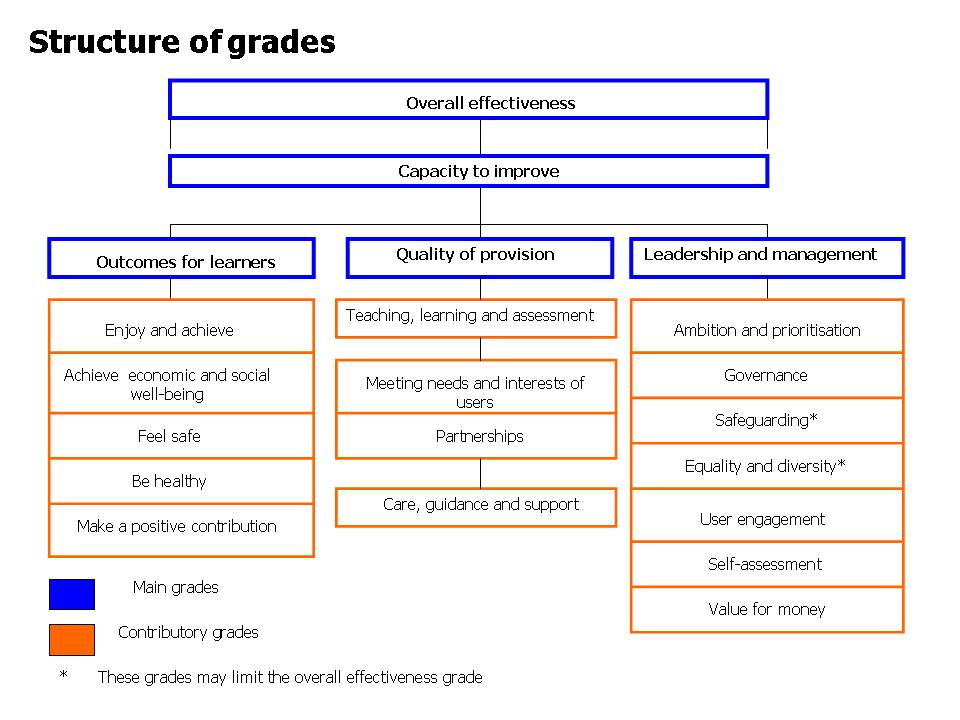 Structure of grades
Overall effectiveness
Capacity to improve
Outcomes for learners
Quality of provision
Leadership and management
Enjoy and achieve
Achieve economic and social
well-being
Feel safe
Be healthy
Make a positive contribution
Teaching, learning and assessment
Meeting needs and interests of
users
Partnerships
Care, guidance and support
Ambition and prioritisation
Governance
Safeguarding*
Equality and diversity*
User engagement
Self-assessment
Value for money
Main grades
Contributory grades
* These grades may limit the overall effectiveness grade